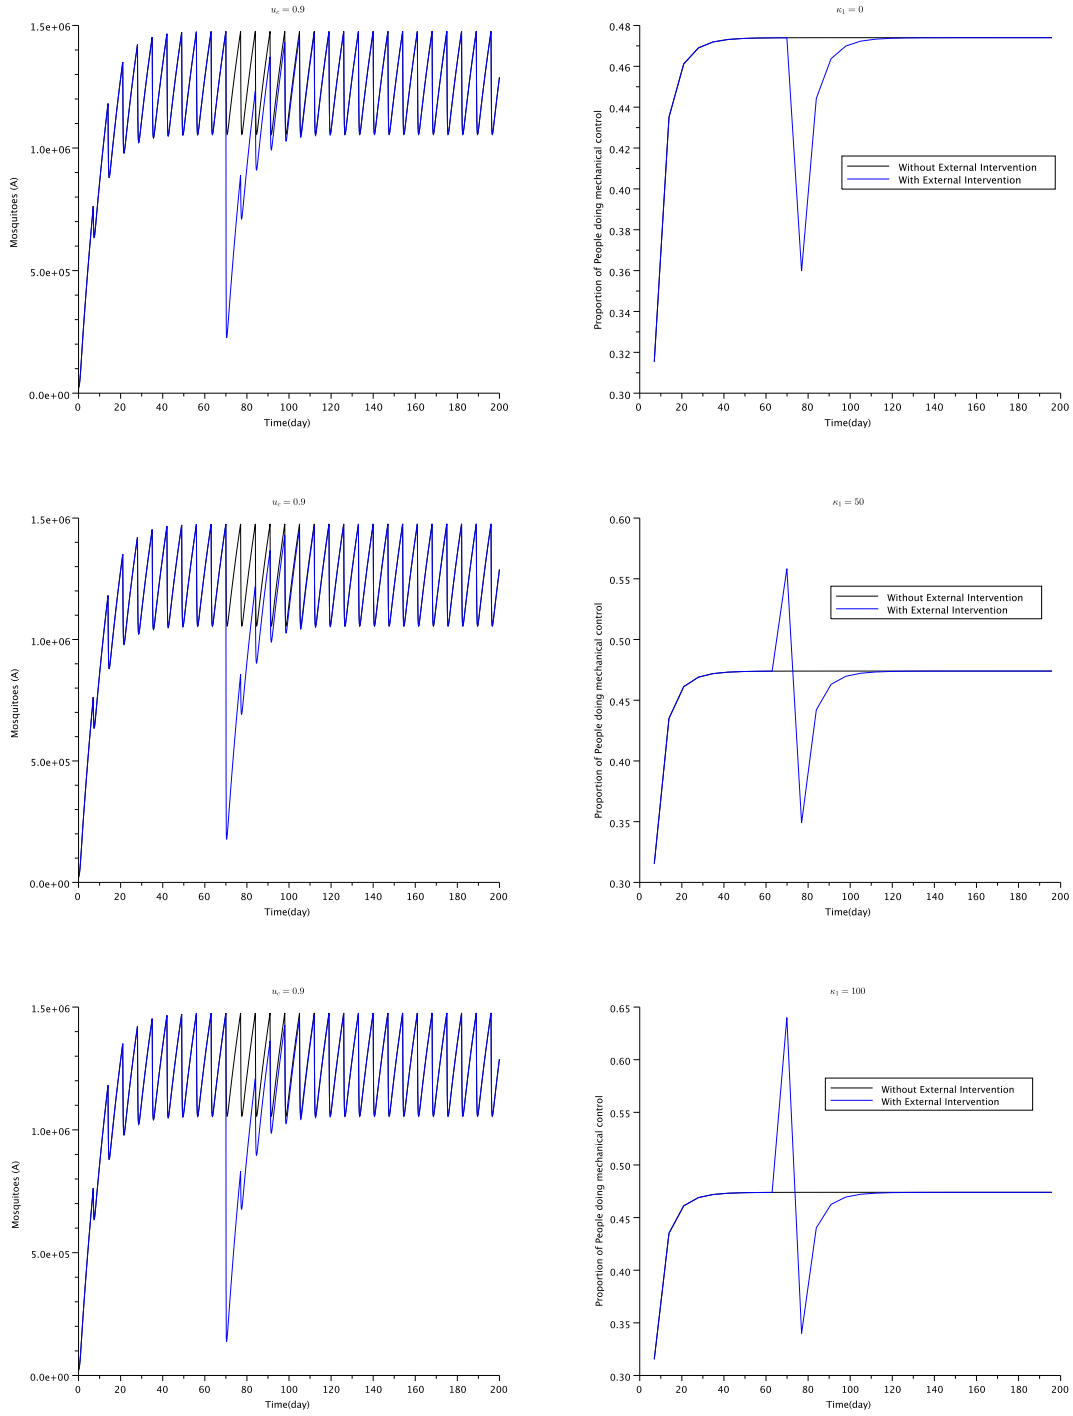 u_c = 0.9
1.5e+06
1.0e+06
5.0e+05
0.0e+00
Mosquitoes (A)
0 20 40 60 80 100 120 140 160 180 200
Time(day)
κ₁ = 0
0.48
0.46
0.44
0.42
0.40
0.38
0.36
0.34
0.32
0.30
Proportion of People doing mechanical control
Without External Intervention
With External Intervention
0 20 40 60 80 100 120 140 160 180 200
Time(day)
u_c = 0.9
1.5e+06
1.0e+06
5.0e+05
0.0e+00
Mosquitoes (A)
0 20 40 60 80 100 120 140 160 180 200
Time(day)
κ₁ = 50
0.60
0.55
0.50
0.45
0.40
0.35
0.30
Proportion of People doing mechanical control
Without External Intervention
With External Intervention
0 20 40 60 80 100 120 140 160 180 200
Time(day)
u_c = 0.9
1.5e+06
1.0e+06
5.0e+05
0.0e+00
Mosquitoes (A)
0 20 40 60 80 100 120 140 160 180 200
Time(day)
κ₁ = 100
0.65
0.60
0.55
0.50
0.45
0.40
0.35
0.30
Proportion of People doing mechanical control
Without External Intervention
With External Intervention
0 20 40 60 80 100 120 140 160 180 200
Time(day)